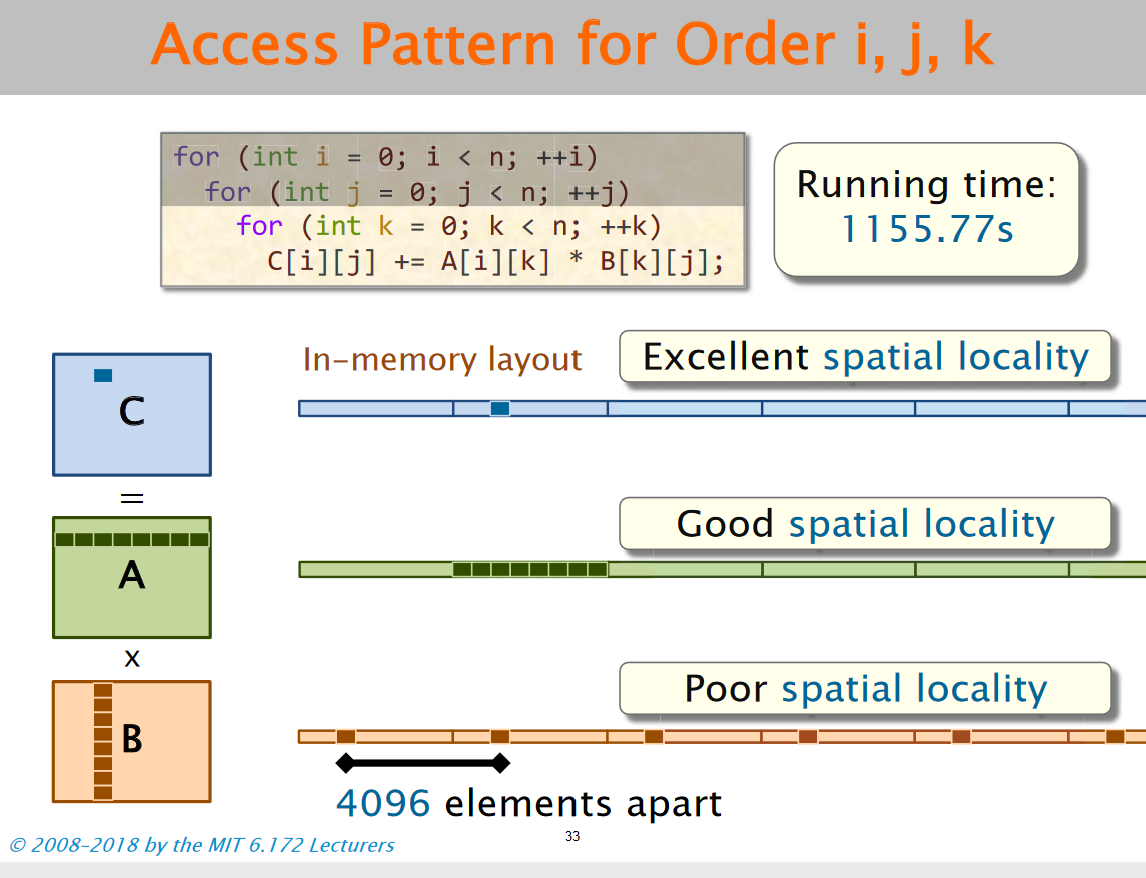 Access Pattern for Order i, j, k
for (int i = 0; i < n; ++i)
for (int j = 0; j < n; ++j)
for (int k = 0; k < n; ++k)
C[i][j] += A[i][k] * B[k][j];
Running time:
1155.77s
In-memory layout
Excellent spatial locality
C
=
Good spatial locality
A
x
Poor spatial locality
B
4096 elements apart
33
© 2008–2018 by the MIT 6.172 Lecturers